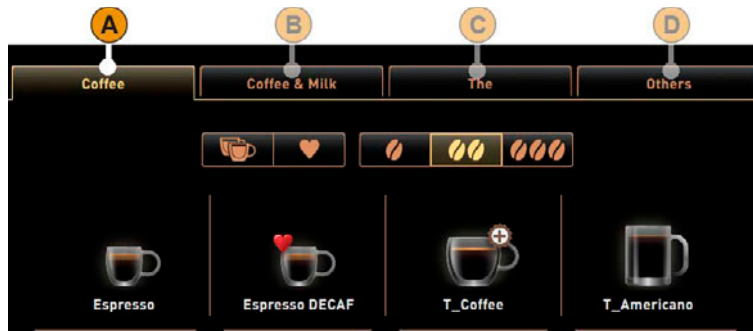 A B C D
Coffee Coffee & Milk The Others
Espresso Espresso DECAF T_Coffee T_Americano